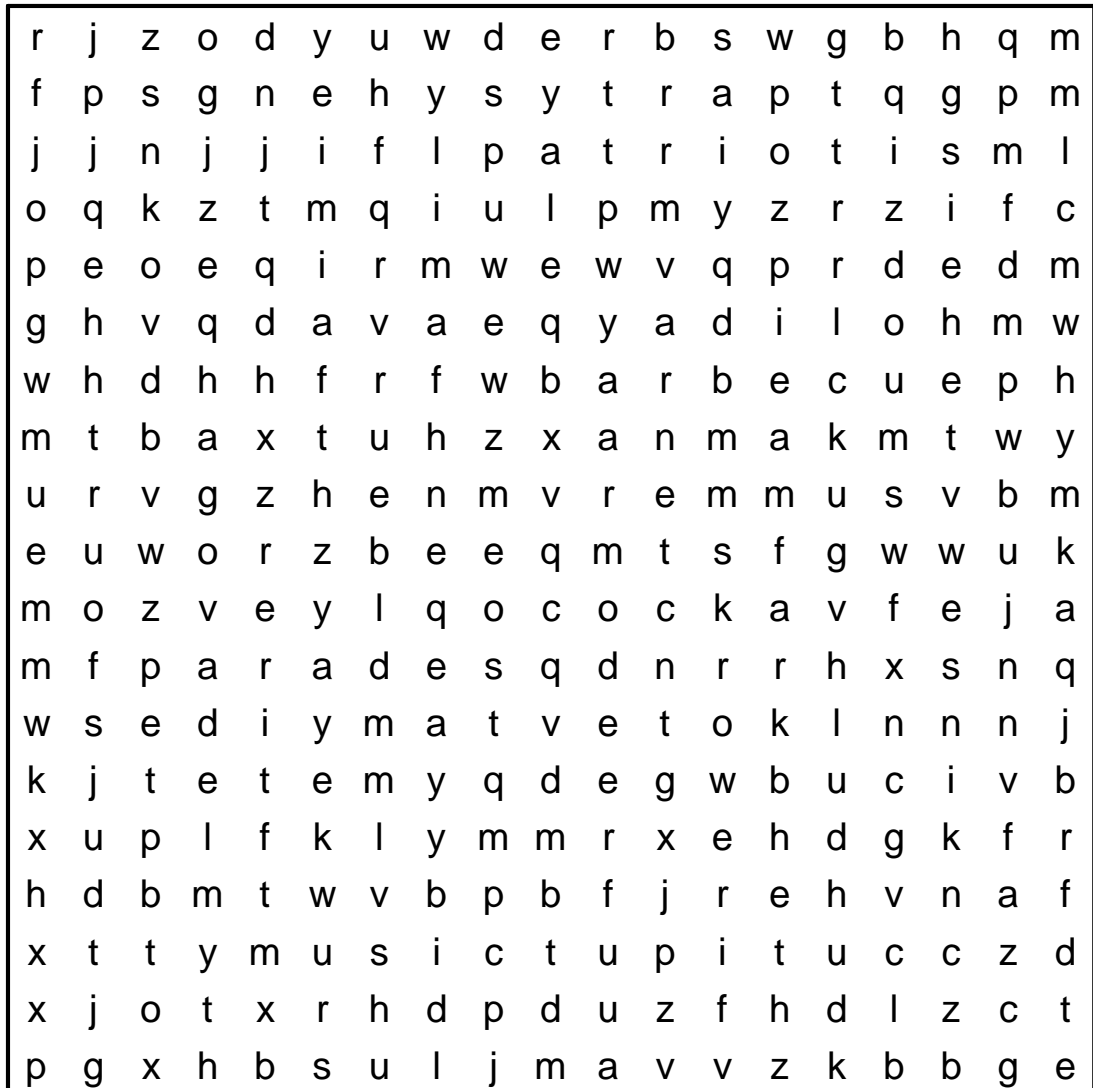 r j z o d y u w d e r b s w g b h q m
f p s g n e h y s y t r a p t q g p m
j j n j j i f l p a t r i o t i s m l
o q k z t m q i u l p m y z r z i f c
p e o e q i r m w e w v q p r d e d m
g h v q d a v a e q y a d i l o h m w
w h d h h f r f w b a r b e c u e p h
m t b a x t u h z x a n m a k m t w y
u r v g z h e n m v r e m m u s v b m
e u w o r z b e e q m t s f g w w u k
m o z v e y l q o c o c k a v f e j a
m f p a r a d e s q d n r r h x s n q
w s e d i y m a t v e t o k l n n n j
k j t e t e m y q d e g w b u c i v b
x u p l f k l y m m r x e h d g k f r
h d b m t w v b p b f j r e h v n a f
x t t y m u s i c t u p i t u c c z d
x j o t x r h d p d u z f h d l z c t
p g x h b s u l j m a v v z k b b g e